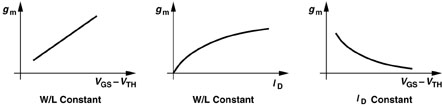 gm
gm
gm
VGS – VTH
ID
VGS – VTH
W/L Constant
W/L Constant
ID Constant